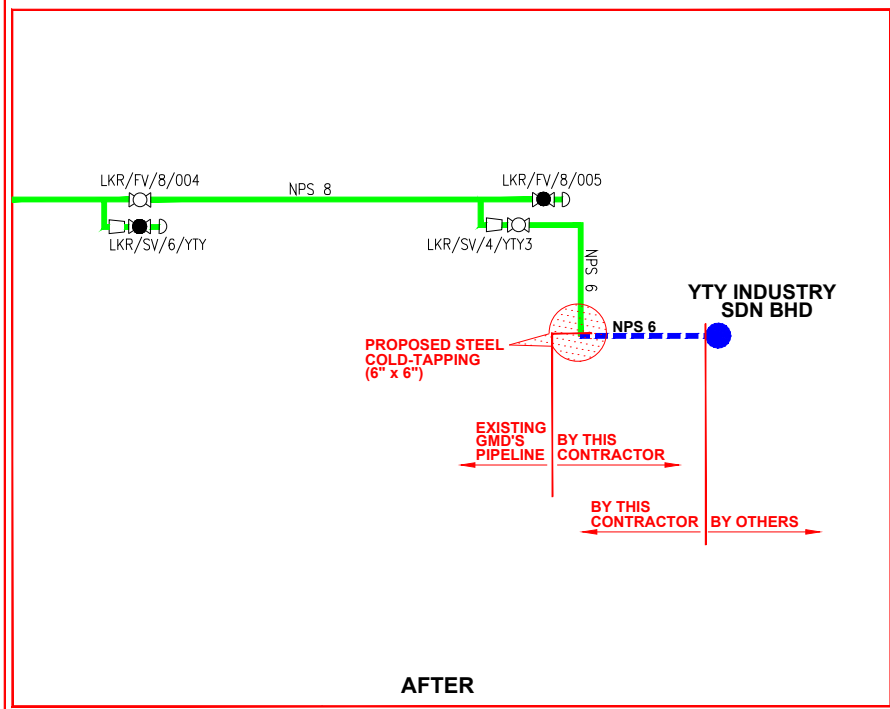 LKR/FV/8/004
NPS 8
LKR/FV/8/005
LKR/SV/6/YTY
LKR/SV/4/YTY3
NPS 6
YTY INDUSTRY
SDN BHD
NPS 6
PROPOSED STEEL
COLD-TAPPING
(6" x 6")
EXISTING
GMD'S
PIPELINE
BY THIS
CONTRACTOR
BY THIS
CONTRACTOR
BY OTHERS
AFTER